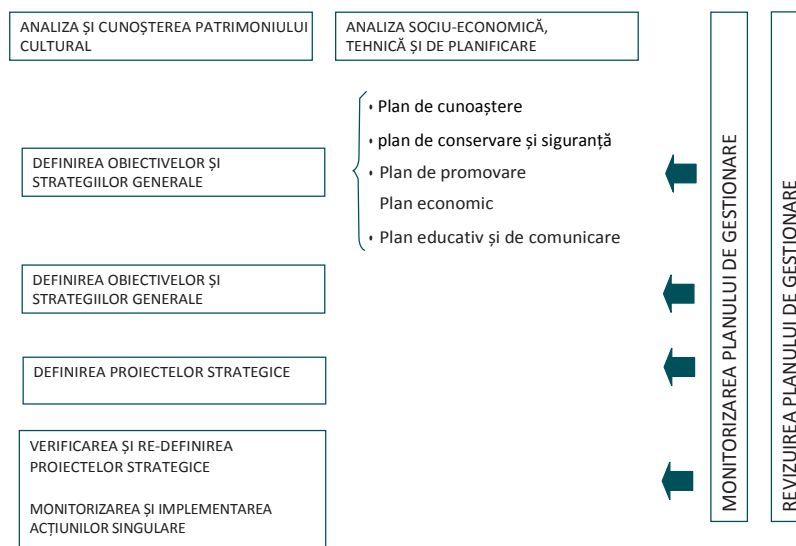 ANALIZA ȘI CUNOȘTEREA PATRIMONIULUI
CULTURAL
ANALIZA SOCIU-ECONOMICĂ,
TEHNICĂ ȘI DE PLANIFICARE
DEFINIREA OBIECTIVELOR ȘI
STRATEGIILOR GENERALE
• Plan de cunoaștere
• plan de conservare și siguranță
• Plan de promovare
Plan economic
• Plan educativ și de comunicare
DEFINIREA OBIECTIVELOR ȘI
STRATEGIILOR GENERALE
DEFINIREA PROIECTELOR STRATEGICE
VERIFICAREA ȘI RE-DEFINIREA
PROIECTELOR STRATEGICE
MONITORIZAREA ȘI IMPLEMENTAREA
ACȚIUNILOR SINGULARE
MONITORIZAREA PLANULUI DE GESTIONARE
REVIZUIREA PLANULUI DE GESTIONARE